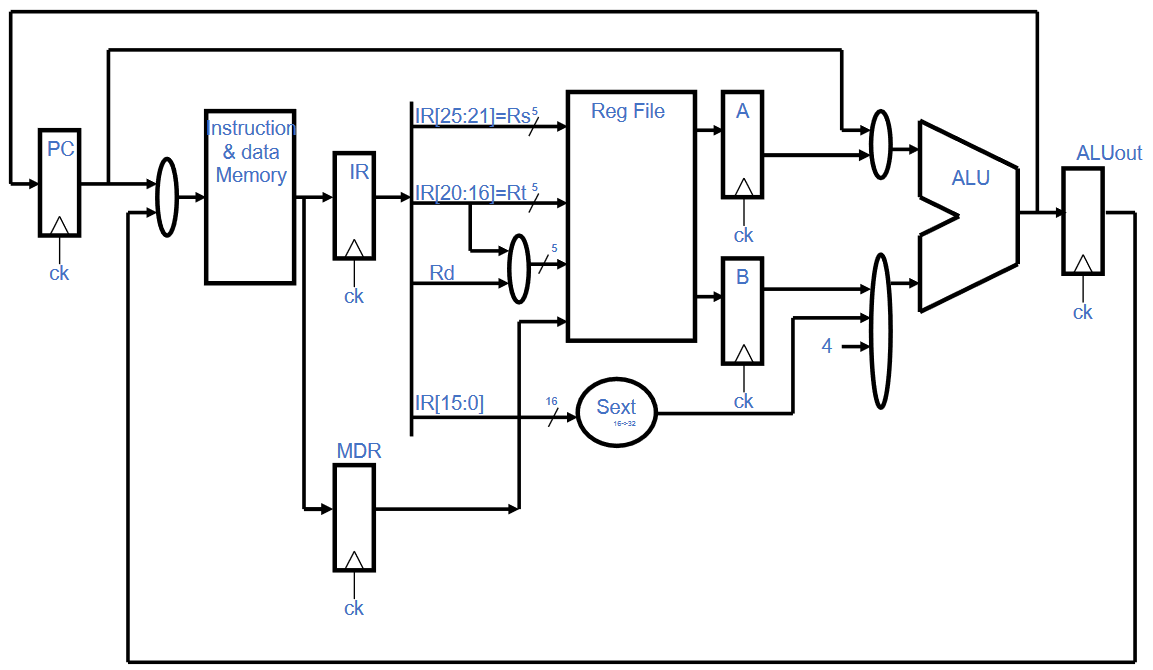 PC
ck
Instruction
& data
Memory
IR
ck
IR[25:21]=Rs
5
IR[20:16]=Rt
5
Rd
5
IR[15:0]
16
Reg File
Sext
16÷32
MDR
ck
A
ck
B
ck
4
ALU
ALUout
ck